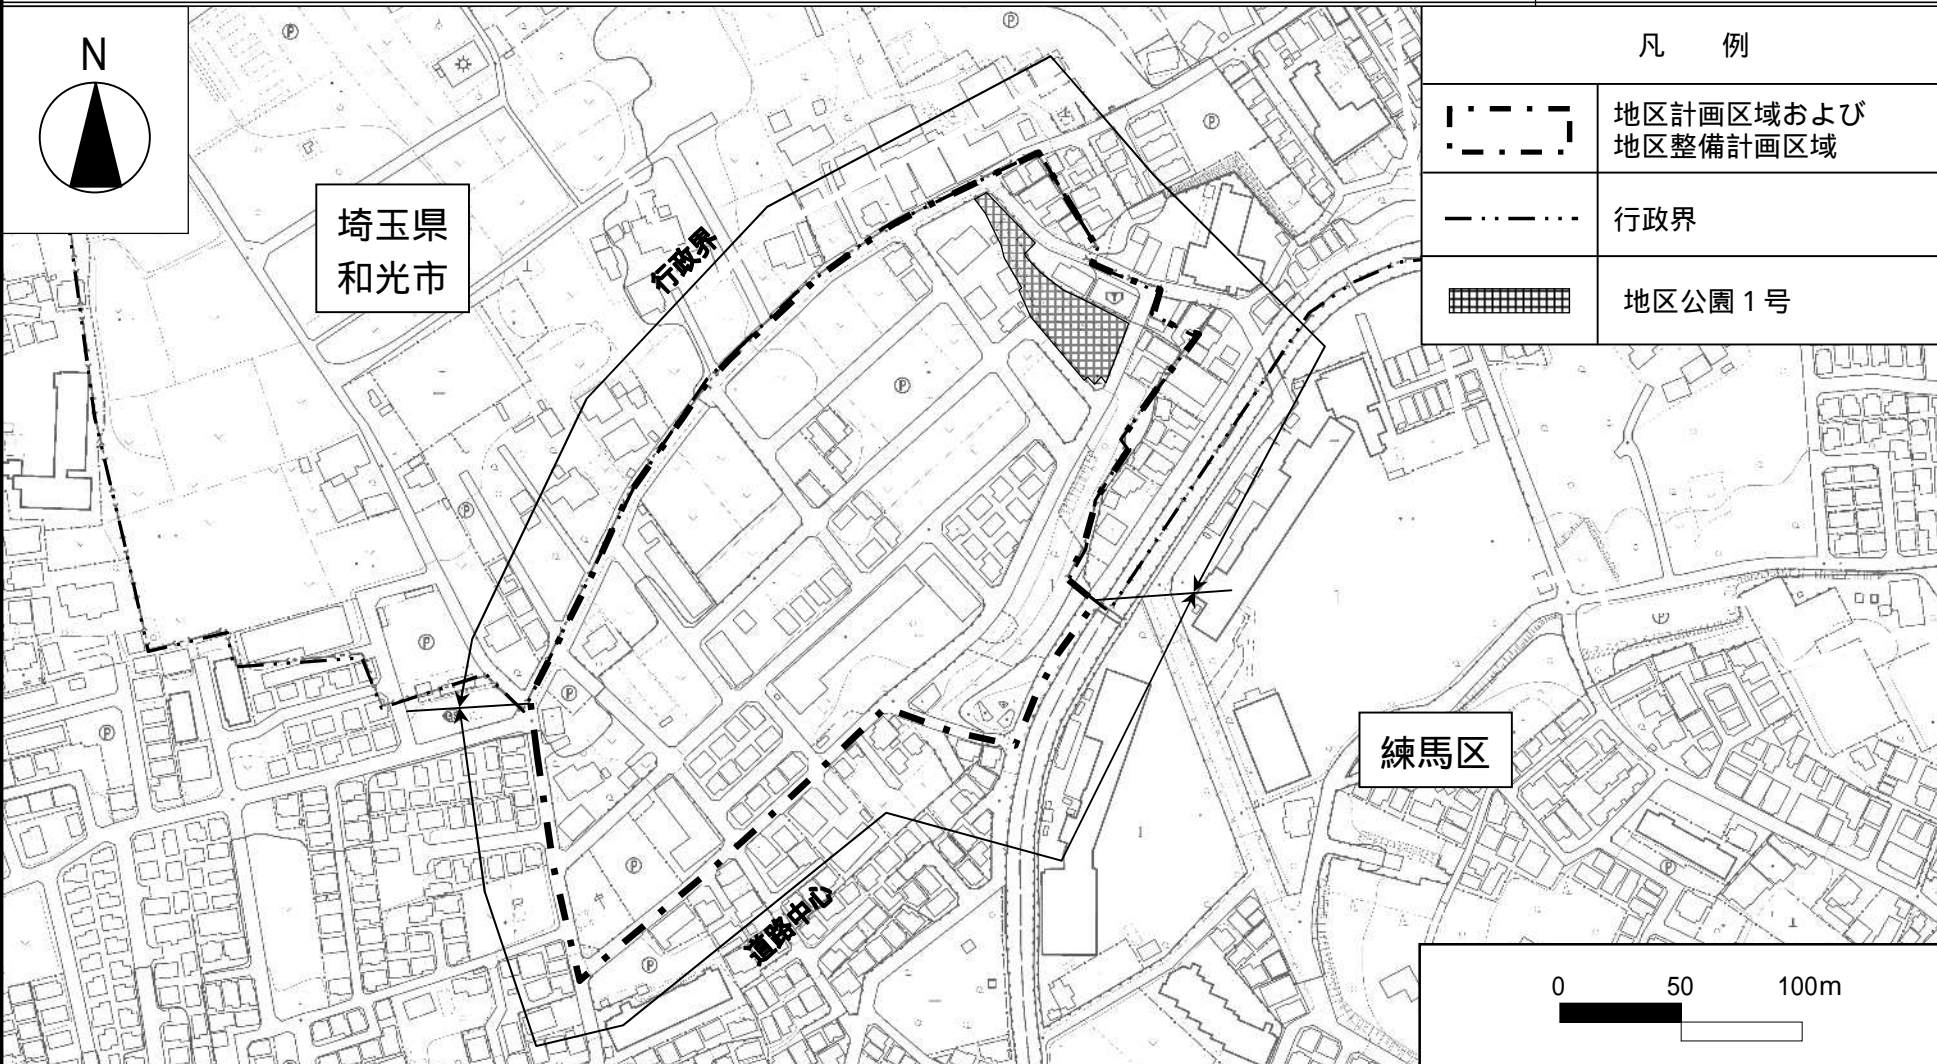 N
埼玉県
和光市
行政界
凡 例
地区計画区域および
地区整備計画区域
行政界
地区公園1号
練馬区
道路中心
0 50 100m
Ⓟ
Ⓟ
Ⓟ
Ⓟ
Ⓟ
Ⓟ
Ⓟ
Ⓟ
Ⓟ
Ⓟ
Ⓟ
Ⓟ